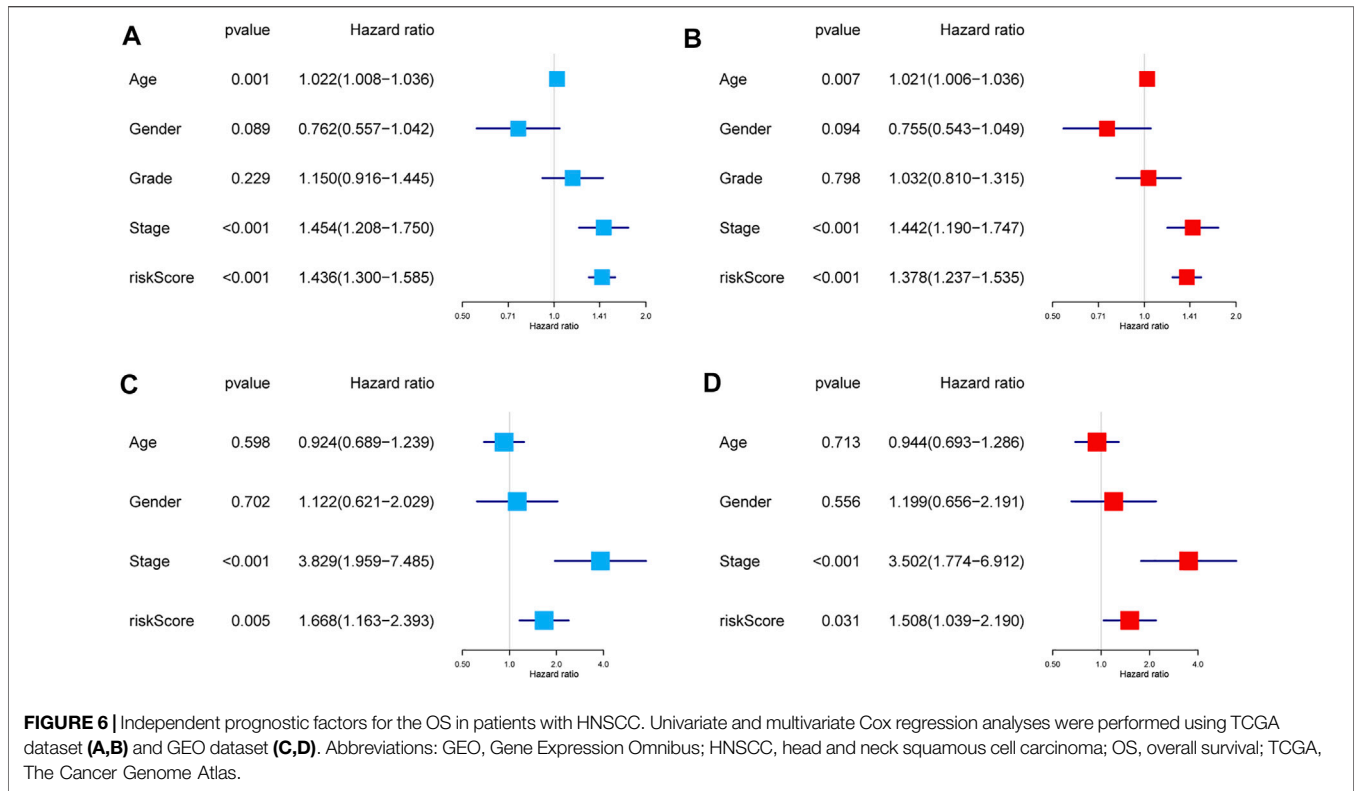 A
pvalue Hazard ratio
Age 0.001 1.022(1.008−1.036)
Gender 0.089 0.762(0.557−1.042)
Grade 0.229 1.150(0.916−1.445)
Stage <0.001 1.454(1.208−1.750)
riskScore <0.001 1.436(1.300−1.585)
0.50 0.71 1.0 1.41 2.0
Hazard ratio
B
pvalue Hazard ratio
Age 0.007 1.021(1.006−1.036)
Gender 0.094 0.755(0.543−1.049)
Grade 0.798 1.032(0.810−1.315)
Stage <0.001 1.442(1.190−1.747)
riskScore <0.001 1.378(1.237−1.535)
0.50 0.71 1.0 1.41 2.0
Hazard ratio
C
pvalue Hazard ratio
Age 0.598 0.924(0.689−1.239)
Gender 0.702 1.122(0.621−2.029)
Stage <0.001 3.829(1.959−7.485)
riskScore 0.005 1.668(1.163−2.393)
0.50 1.0 2.0 4.0
Hazard ratio
D
pvalue Hazard ratio
Age 0.713 0.944(0.693−1.286)
Gender 0.556 1.199(0.656−2.191)
Stage <0.001 3.502(1.774−6.912)
riskScore 0.031 1.508(1.039−2.190)
0.50 1.0 2.0 4.0
Hazard ratio
FIGURE 6 | Independent prognostic factors for the OS in patients with HNSCC. Univariate and multivariate Cox regression analyses were performed using TCGA
dataset (A,B) and GEO dataset (C,D). Abbreviations: GEO, Gene Expression Omnibus; HNSCC, head and neck squamous cell carcinoma; OS, overall survival; TCGA,
The Cancer Genome Atlas.